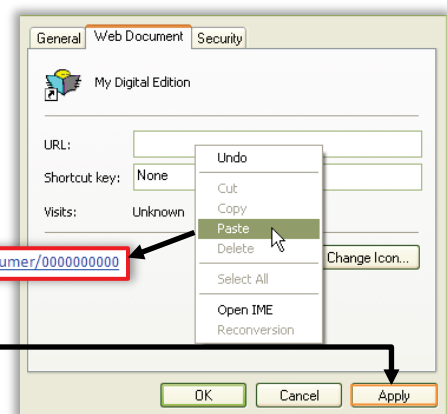 General Web Document Security
My Digital Edition
URL:
Shortcut key: None
Visits: Unknown
Undo
Cut
Copy
Paste
Delete
Select All
Open IME
Reconversion
Change Icon...
umer/0000000000
OK Cancel Apply